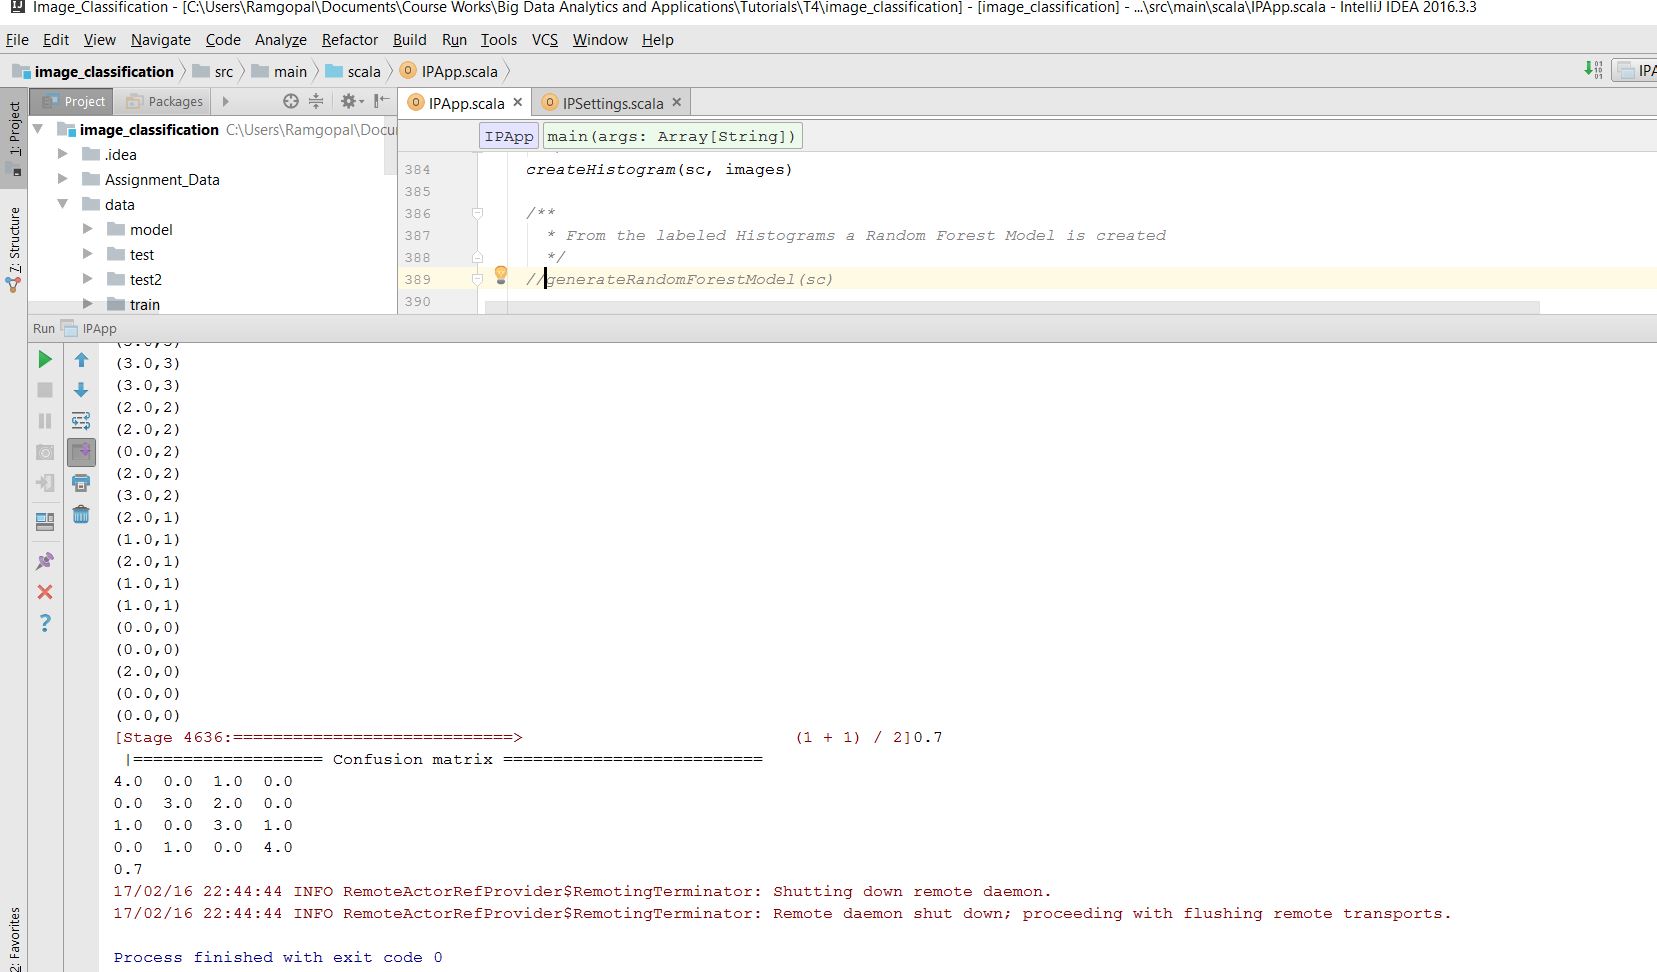 Image_Classification - [C:\Users\Ramgopal\Documents\Course Works\Big Data Analytics and Applications\Tutorials\T4\image_classification] - [image_classification] - ...\src\main\scala\IPApp.scala - IntelliJ IDEA 2016.3.3
File Edit View Navigate Code Analyze Refactor Build Run Tools VCS Window Help
image_classification src main scala IPApp.scala IPA
1: Project
Z: Structure
2: Favorites
Project Packages
IPApp.scala IPSettings.scala
image_classification C:\Users\Ramgopal\Docu
.idea
Assignment_Data
data
model
test
test2
train
IPApp main(args: Array[String])
384 createHistogram(sc, images)
385
386 /**
387 * From the labeled Histograms a Random Forest Model is created
388 */
389 //generateRandomForestModel(sc)
390
Run IPApp
(3.0,3)
(3.0,3)
(3.0,3)
(2.0,2)
(2.0,2)
(0.0,2)
(2.0,2)
(3.0,2)
(2.0,1)
(1.0,1)
(2.0,1)
(1.0,1)
(1.0,1)
(0.0,0)
(0.0,0)
(2.0,0)
(0.0,0)
(0.0,0)
[Stage 4636:============================> (1 + 1) / 2]0.7
|=================== Confusion matrix ==========================
4.0 0.0 1.0 0.0
0.0 3.0 2.0 0.0
1.0 0.0 3.0 1.0
0.0 1.0 0.0 4.0
0.7
17/02/16 22:44:44 INFO RemoteActorRefProvider$RemotingTerminator: Shutting down remote daemon.
17/02/16 22:44:44 INFO RemoteActorRefProvider$RemotingTerminator: Remote daemon shut down; proceeding with flushing remote transports.
Process finished with exit code 0